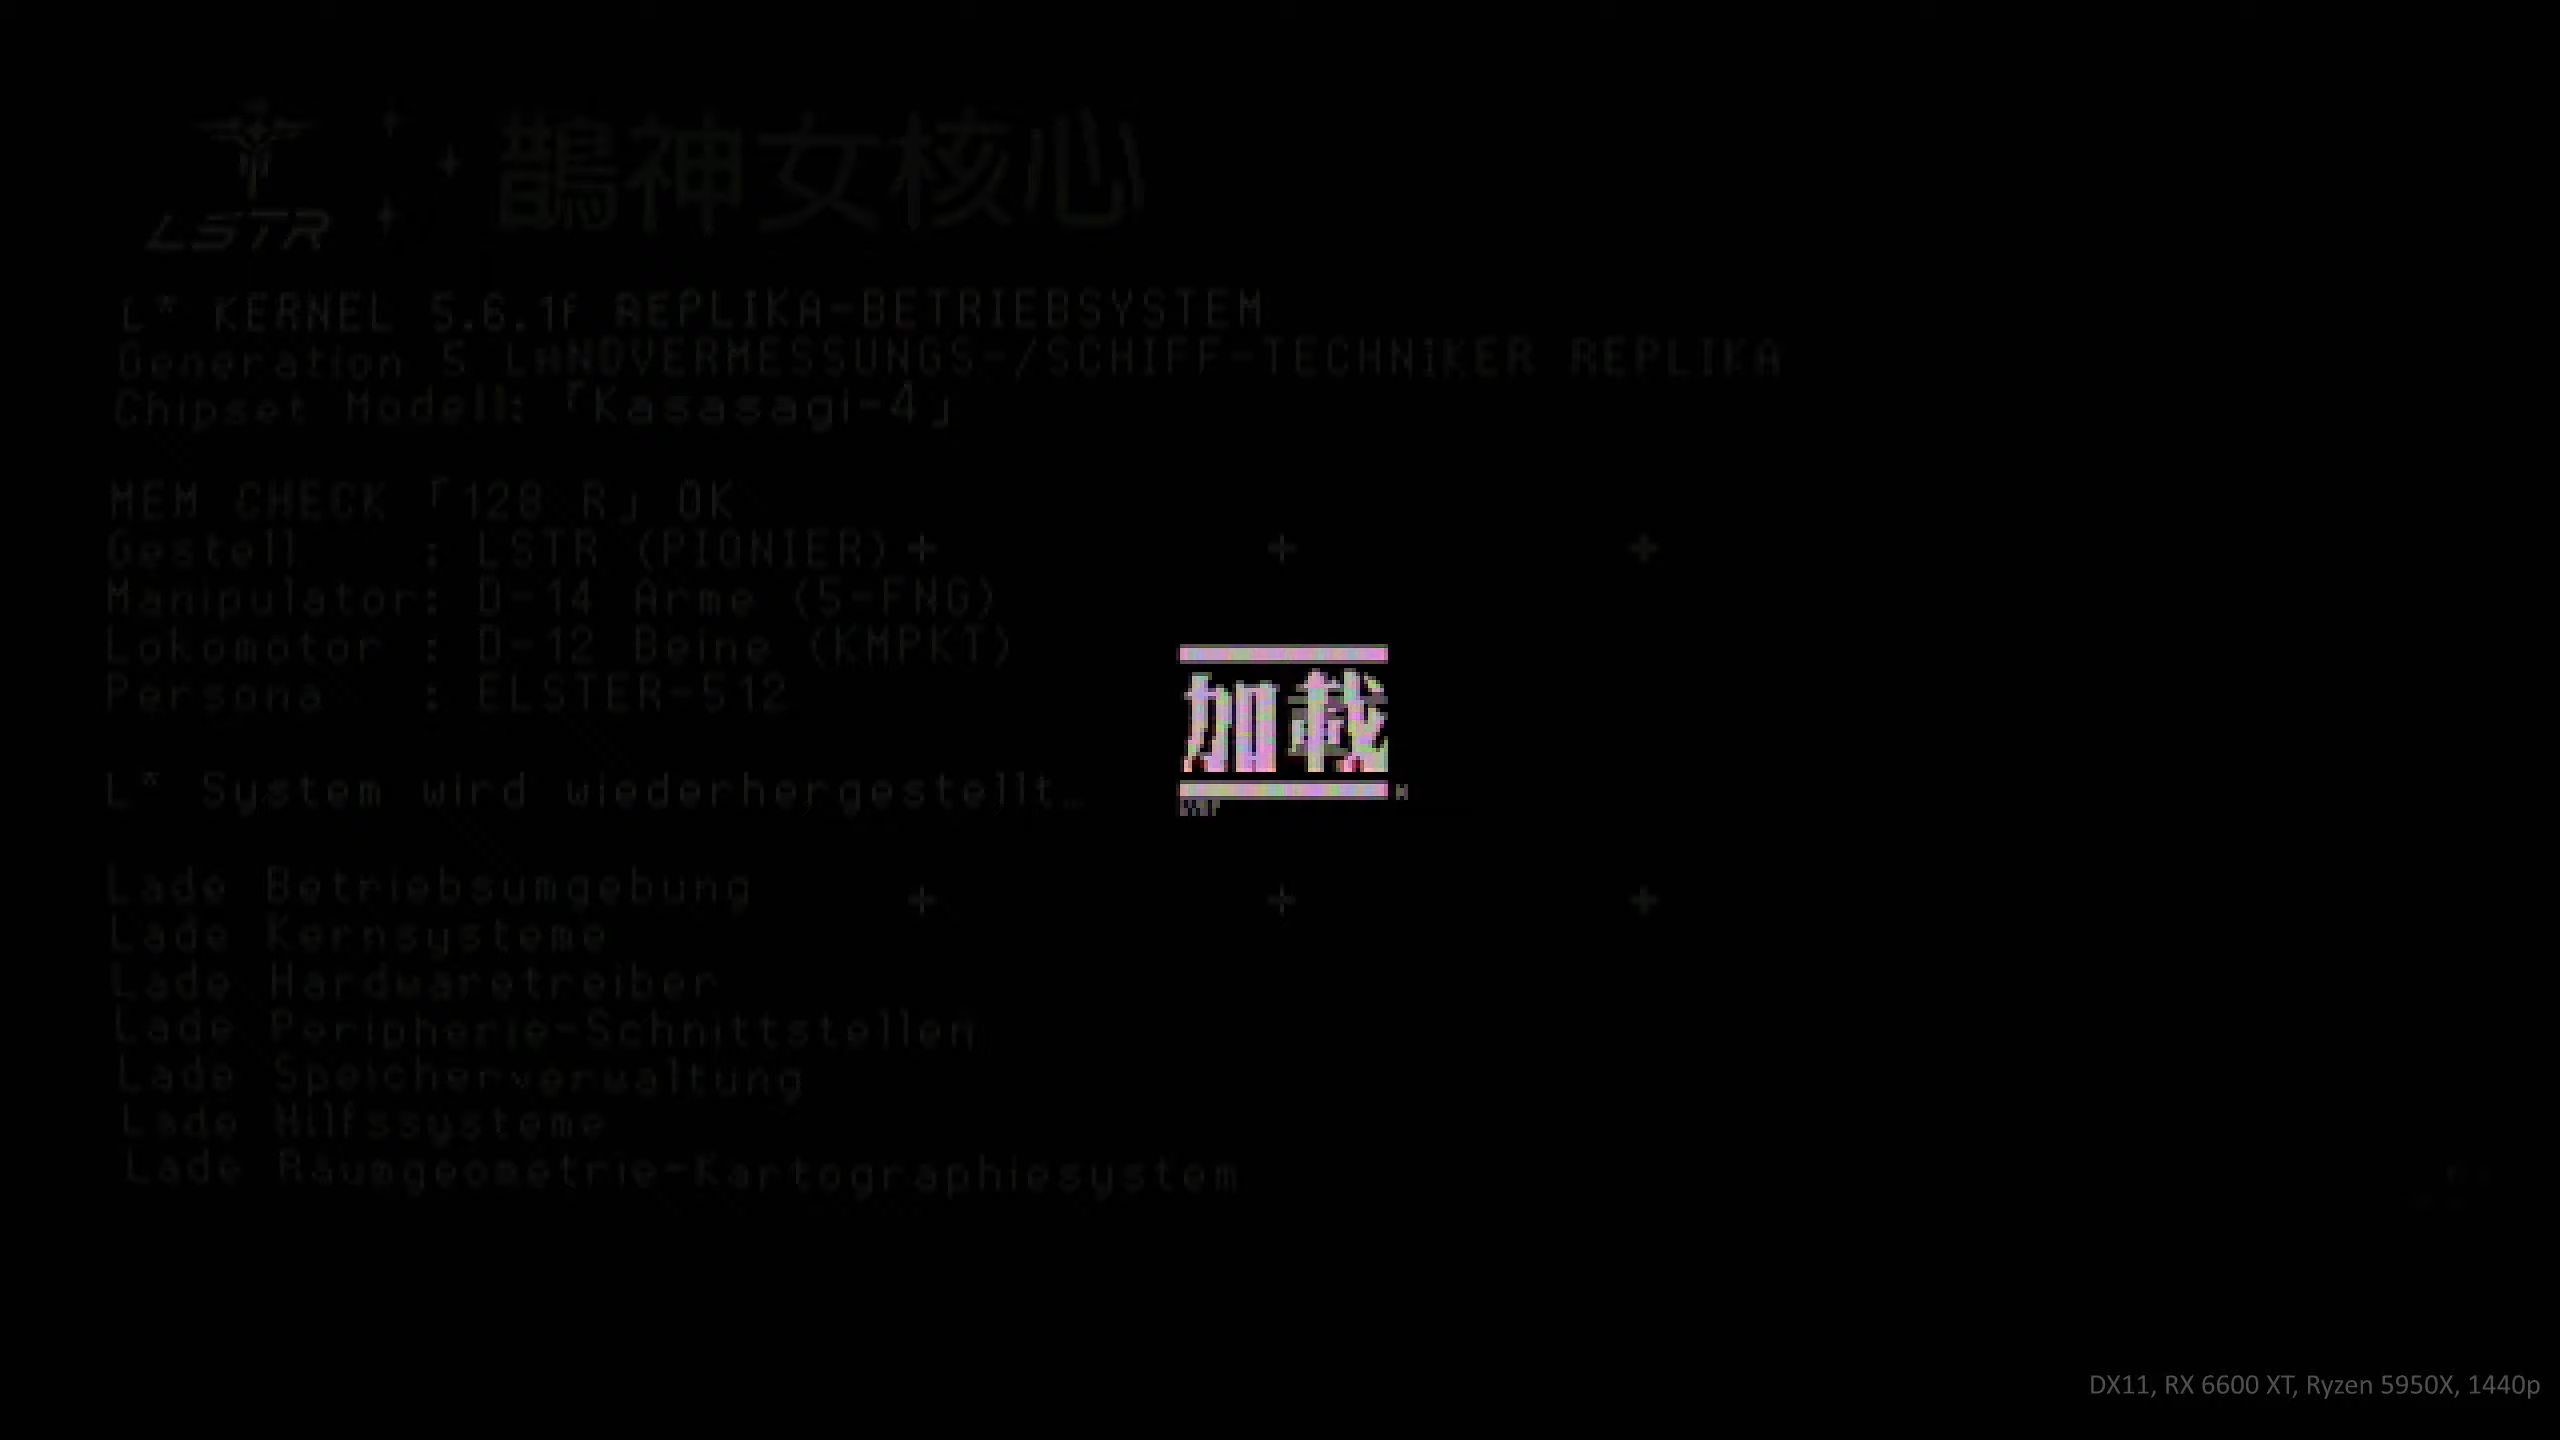 LSTR
鵲神女核心
L* KERNEL 5.6.1f REPLIKA-BETRIEBSYSTEM
Generation 5 LANDVERMESSUNGS-/SCHIFF-TECHNiKER REPLIKA
Chipset Modell: 「Kasasagi-4」
MEM CHECK 「128 R」 OK
Gestell : LSTR (PIONIER)
Manipulator: D-14 Arme (5-FNG)
Lokomotor : D-12 Beine (KMPKT)
Persona : ELSTER-512
加載
L* System wird wiederhergestellt…
Lade Betriebsumgebung
Lade Kernsysteme
Lade Hardwaretreiber
Lade Peripherie-Schnittstellen
Lade Speicherverwaltung
Lade Hilfssysteme
Lade Raumgeometrie-Kartographiesystem
DX11, RX 6600 XT, Ryzen 5950X, 1440p